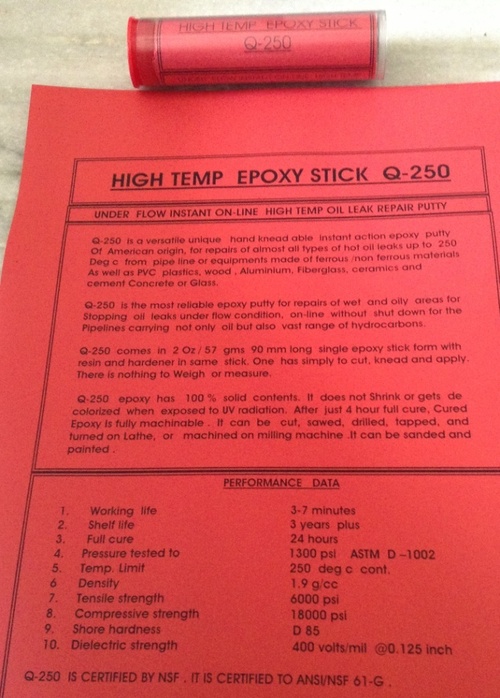 HIGH TEMP EPOXY STICK
Q-250
HIGH TEMP EPOXY STICK Q-250
UNDER FLOW INSTANT ON-LINE HIGH TEMP OIL LEAK REPAIR PUTTY
Q-250 is a versatile unique hand knead able instant action epoxy putty
Of American origin, for repairs of almost all types of hot oil leaks up to 250
Deg c from pipe line or equipments made of ferrous /non ferrous materials
As well as PVC plastics, wood , Aluminium, Fiberglass, ceramics and
cement Concrete or Glass.
Q-250 is the most reliable epoxy putty for repairs of wet and oily areas for
Stopping oil leaks under flow condition, on-line without shut down for the
Pipelines carrying not only oil but also vast range of hydrocarbons.
Q-250 comes in 2 Oz / 57 gms 90 mm long single epoxy stick form with
resin and hardener in same stick. One has simply to cut, knead and apply.
There is nothing to Weigh or measure.
Q-250 epoxy has 100 % solid contents. It does not Shrink or gets de
colorized when exposed to UV radiation. After just 4 hour full cure, Cured
Epoxy is fully machinable . It can be cut, sawed, drilled, tapped, and
turned on Lathe, or machined on milling machine .It can be sanded and
painted .
PERFORMANCE DATA
1. Working life 3-7 minutes
2. Shelf life 3 years plus
3. Full cure 24 hours
4. Pressure tested to 1300 psi ASTM D –1002
5. Temp. Limit 250 deg c cont.
6 Density 1.9 g/cc
7. Tensile strength 6000 psi
8. Compressive strength 18000 psi
9. Shore hardness D 85
10. Dielectric strength 400 volts/mil @0.125 inch
Q-250 IS CERTIFIED BY NSF . IT IS CERTIFIED TO ANSI/NSF 61-G .